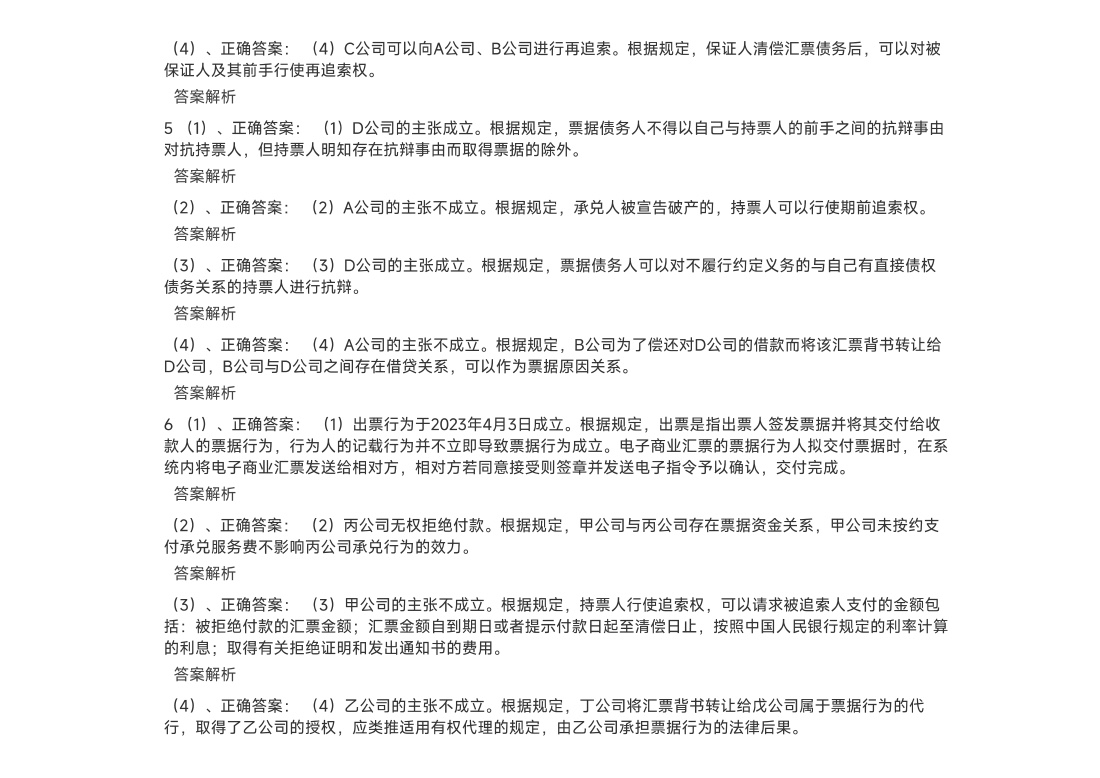 （4）、正确答案： （4）C公司可以向A公司、B公司进行再追索。根据规定，保证人清偿汇票债务后，可以对被
保证人及其前手行使再追索权。
答案解析
5 （1）、正确答案： （1）D公司的主张成立。根据规定，票据债务人不得以自己与持票人的前手之间的抗辩事由
对抗持票人，但持票人明知存在抗辩事由而取得票据的除外。
答案解析
（2）、正确答案： （2）A公司的主张不成立。根据规定，承兑人被宣告破产的，持票人可以行使期前追索权。
答案解析
（3）、正确答案： （3）D公司的主张成立。根据规定，票据债务人可以对不履行约定义务的与自己有直接债权
债务关系的持票人进行抗辩。
答案解析
（4）、正确答案： （4）A公司的主张不成立。根据规定，B公司为了偿还对D公司的借款而将该汇票背书转让给
D公司，B公司与D公司之间存在借贷关系，可以作为票据原因关系。
答案解析
6 （1）、正确答案： （1）出票行为于2023年4月3日成立。根据规定，出票是指出票人签发票据并将其交付给收
款人的票据行为，行为人的记载行为并不立即导致票据行为成立。电子商业汇票的票据行为人拟交付票据时，在系
统内将电子商业汇票发送给相对方，相对方若同意接受则签章并发送电子指令予以确认，交付完成。
答案解析
（2）、正确答案： （2）丙公司无权拒绝付款。根据规定，甲公司与丙公司存在票据资金关系，甲公司未按约支
付承兑服务费不影响丙公司承兑行为的效力。
答案解析
（3）、正确答案： （3）甲公司的主张不成立。根据规定，持票人行使追索权，可以请求被追索人支付的金额包
括：被拒绝付款的汇票金额；汇票金额自到期日或者提示付款日起至清偿日止，按照中国人民银行规定的利率计算
的利息；取得有关拒绝证明和发出通知书的费用。
答案解析
（4）、正确答案： （4）乙公司的主张不成立。根据规定，丁公司将汇票背书转让给戊公司属于票据行为的代
行，取得了乙公司的授权，应类推适用有权代理的规定，由乙公司承担票据行为的法律后果。